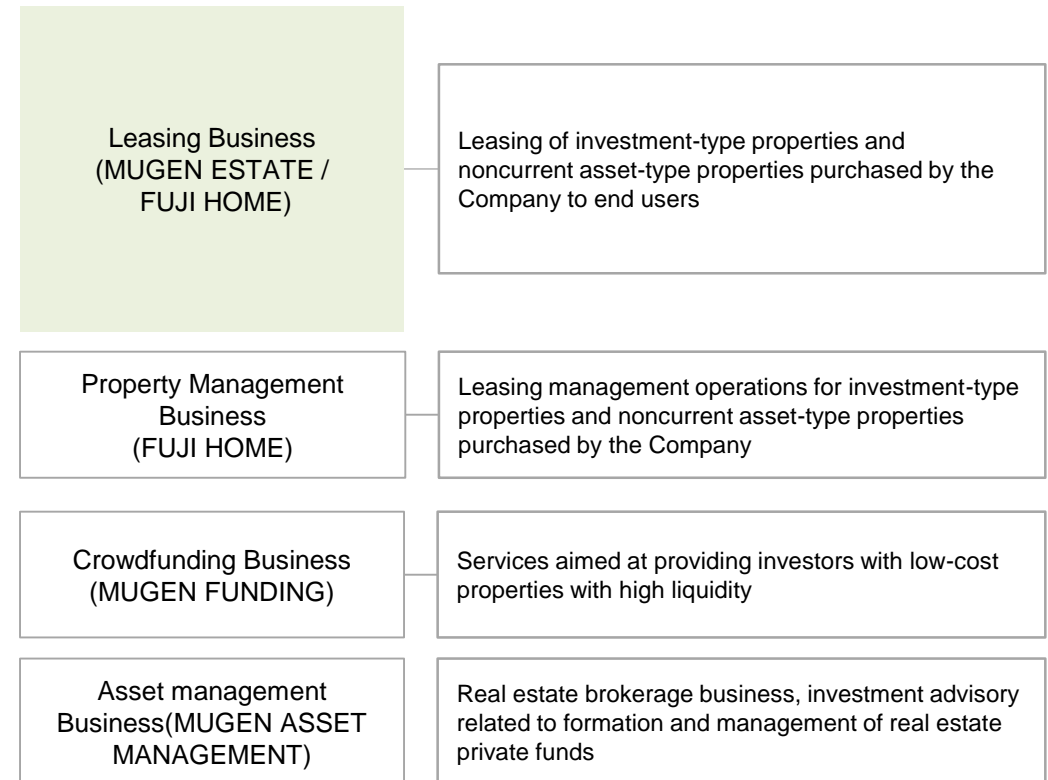 Leasing Business
(MUGEN ESTATE /
FUJI HOME)
Leasing of investment-type properties and
noncurrent asset-type properties purchased by the
Company to end users
Property Management
Business
(FUJI HOME)
Leasing management operations for investment-type
properties and noncurrent asset-type properties
purchased by the Company
Crowdfunding Business
(MUGEN FUNDING)
Services aimed at providing investors with low-cost
properties with high liquidity
Asset management
Business(MUGEN ASSET
MANAGEMENT)
Real estate brokerage business, investment advisory
related to formation and management of real estate
private funds